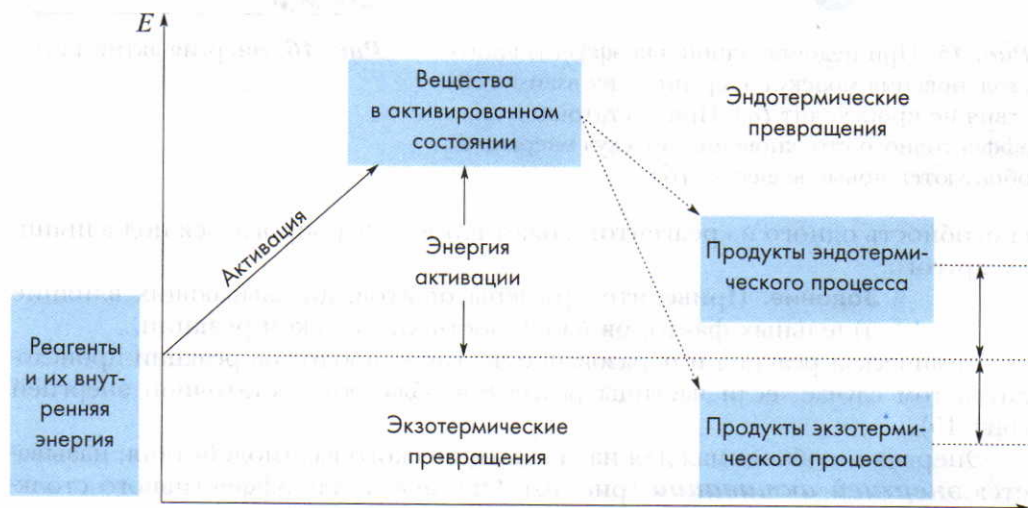 E
Вещества
в активированном
состоянии
Эндотермические
превращения
Активация
Энергия
активации
Продукты эндотерми-
ческого процесса
Реагенты
и их внут-
ренняя
энергия
Экзотермические
превращения
Продукты экзотерми-
ческого процесса